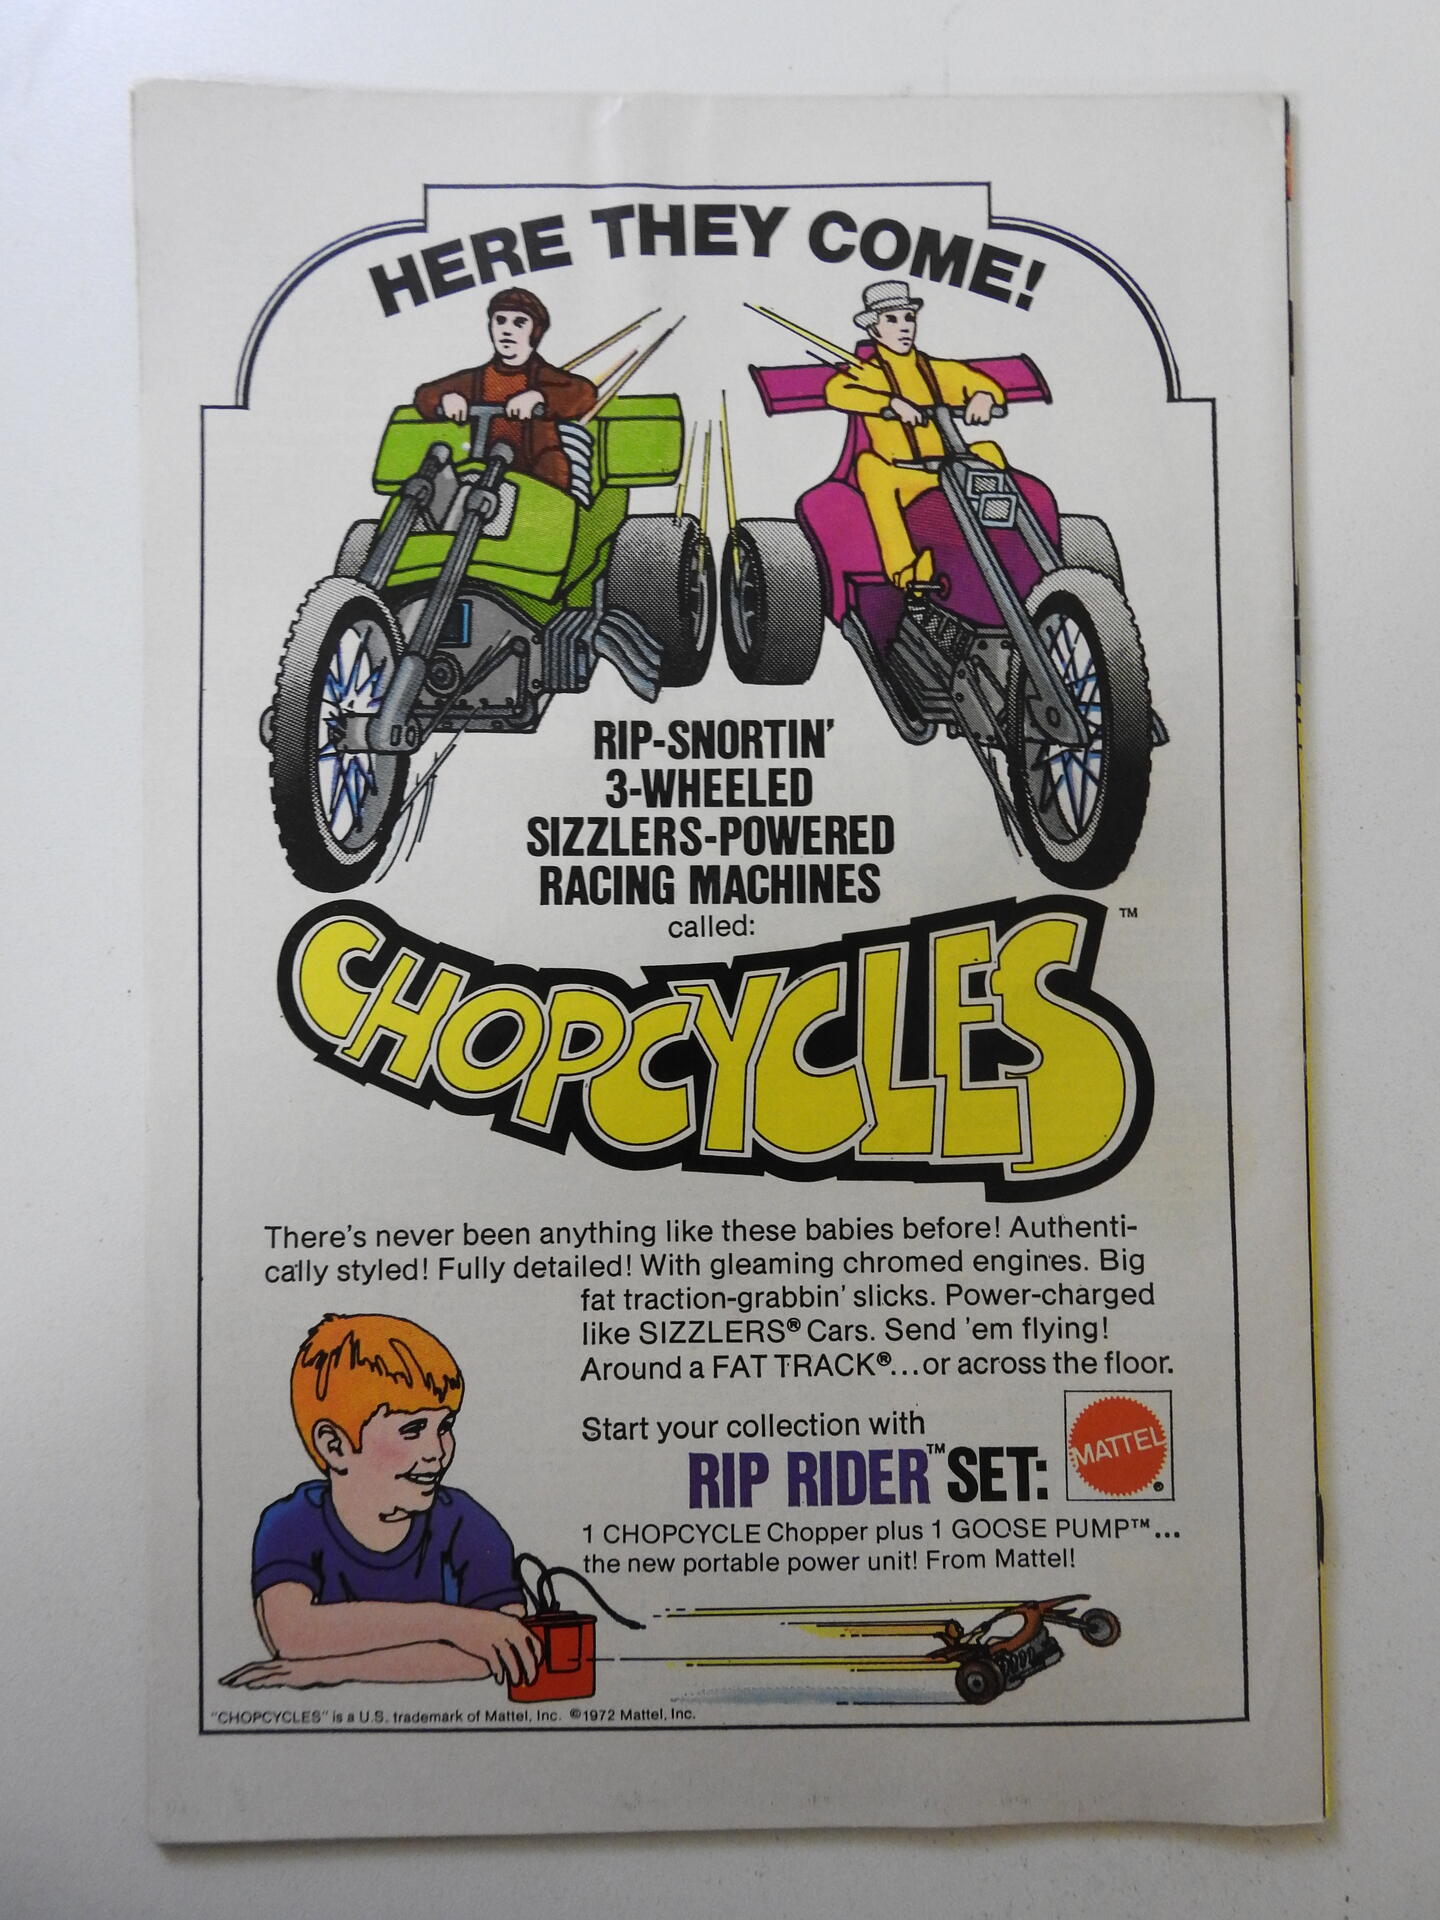 HERE THEY COME!
RIP-SNORTIN'
3-WHEELED
SIZZLERS-POWERED
RACING MACHINES
called:
CHOPCYCLES™
There's never been anything like these babies before! Authenti-
cally styled! Fully detailed! With gleaming chromed engines. Big
fat traction-grabbin' slicks. Power-charged
like SIZZLERS® Cars. Send 'em flying!
Around a FAT TRACK®...or across the floor.
Start your collection with
RIP RIDER™ SET:
MATTEL®
1 CHOPCYCLE Chopper plus 1 GOOSE PUMP™...
the new portable power unit! From Mattel!
"CHOPCYCLES" is a U.S. trademark of Mattel, Inc. ©1972 Mattel, Inc.